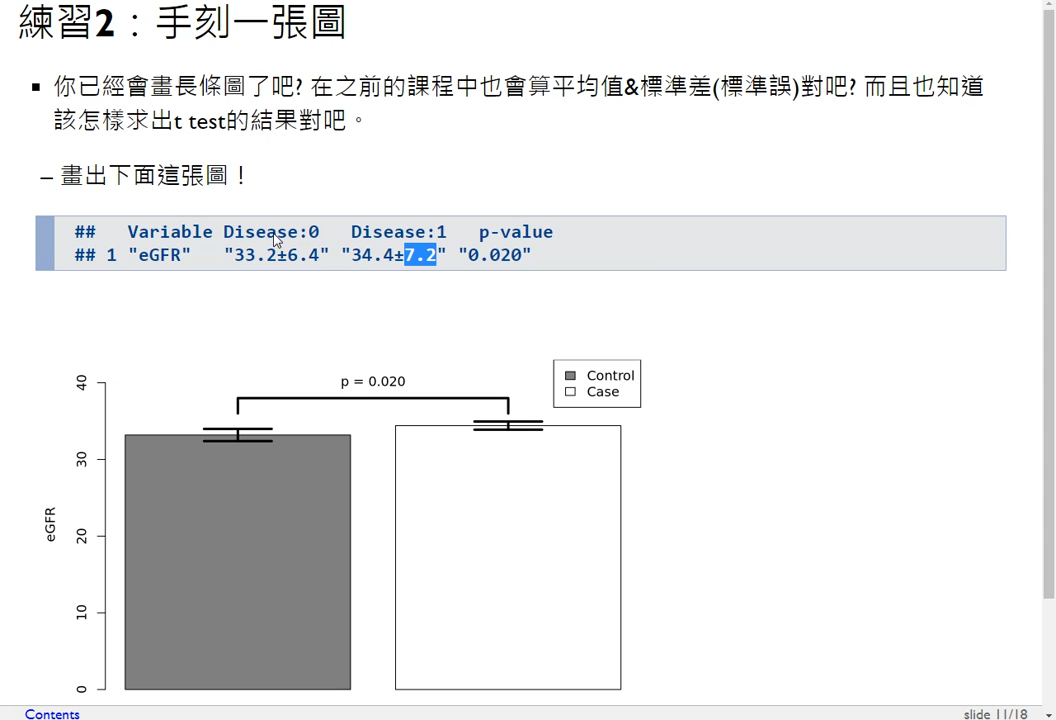 練習2：手刻一張圖
▪ 你已經會畫長條圖了吧? 在之前的課程中也會算平均值&標準差(標準誤)對吧? 而且也知道
該怎樣求出t test的結果對吧。
– 畫出下面這張圖！
## Variable Disease:0 Disease:1 p-value
## 1 "eGFR" "33.2±6.4" "34.4±7.2" "0.020"
p = 0.020
Control
Case
40
30
20
10
0
eGFR
Contents
slide 11/18